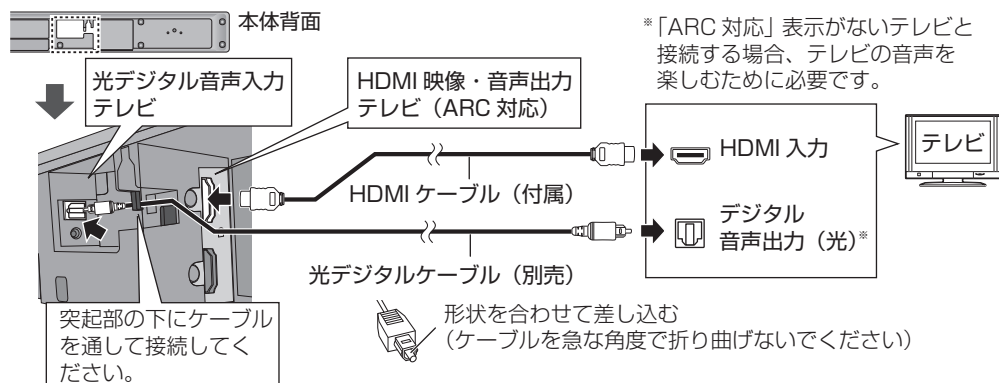 本体背面
※「ARC 対応」表示がないテレビと
接続する場合、テレビの音声を
楽しむために必要です。
光デジタル音声入力
テレビ
HDMI 映像・音声出力
テレビ（ARC 対応）
HDMI 入力
テレビ
HDMI ケーブル（付属）
デジタル
音声出力（光）※
光デジタルケーブル（別売）
突起部の下にケーブル
を通して接続してく
ださい。
形状を合わせて差し込む
（ケーブルを急な角度で折り曲げないでください）